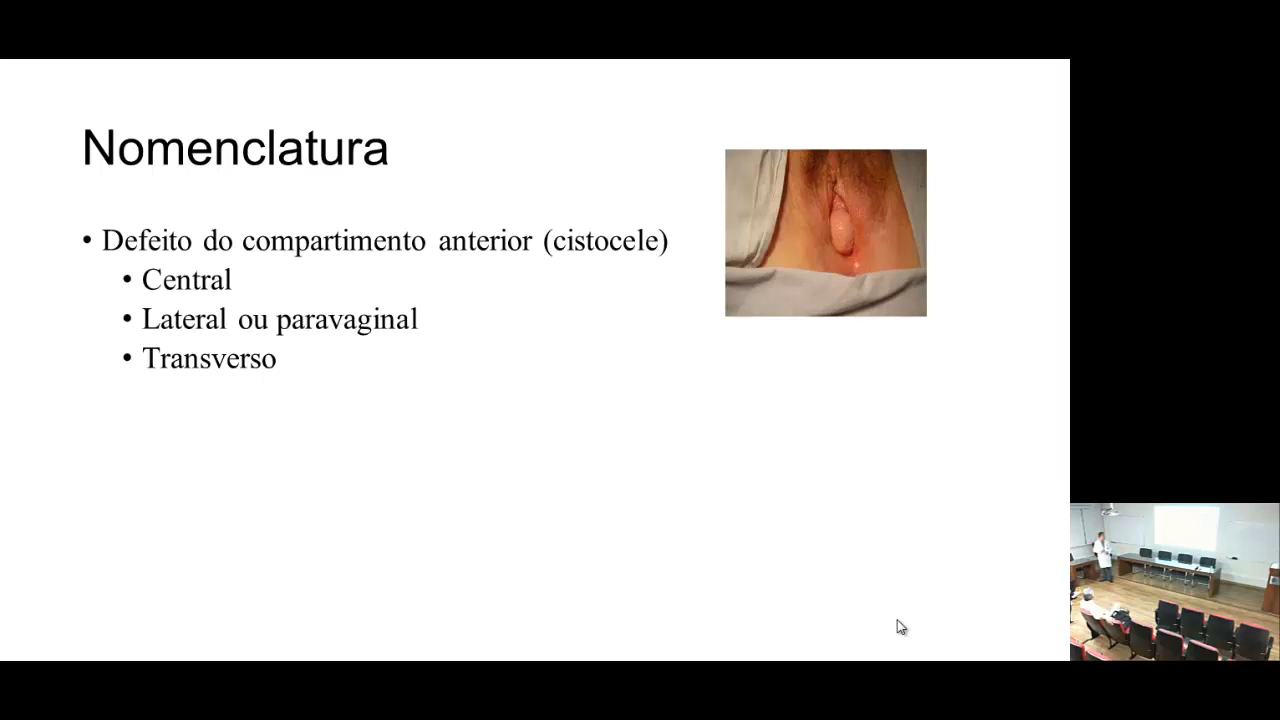 Nomenclatura
• Defeito do compartimento anterior (cistocele)
• Central
• Lateral ou paravaginal
• Transverso